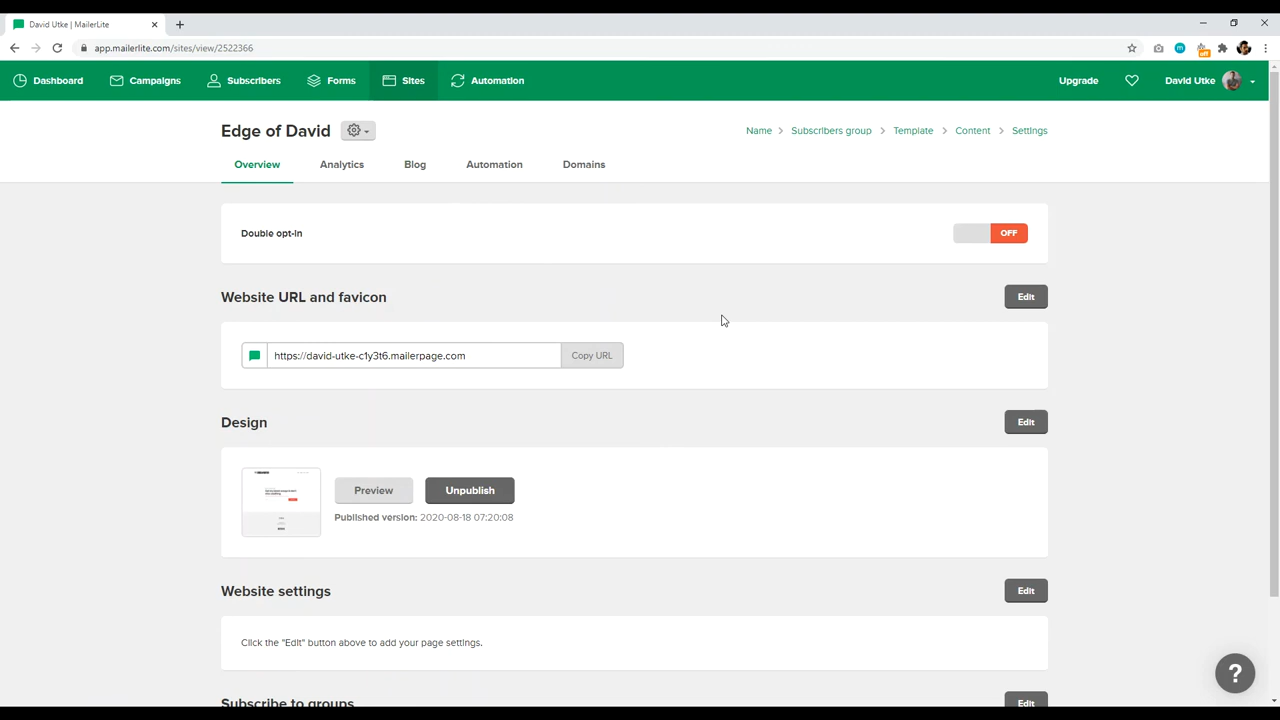 David Utke | MailerLite
app.mailerlite.com/sites/view/2522366
off
Dashboard Campaigns Subscribers Forms Sites Automation Upgrade David Utke
Edge of David
Name > Subscribers group > Template > Content > Settings
Overview Analytics Blog Automation Domains
Double opt-in OFF
Website URL and favicon Edit
https://david-utke-c1y3t6.mailerpage.com Copy URL
Design Edit
Preview Unpublish
Published version: 2020-08-18 07:20:08
Website settings Edit
Click the "Edit" button above to add your page settings.
?
Subscribe to groups Edit